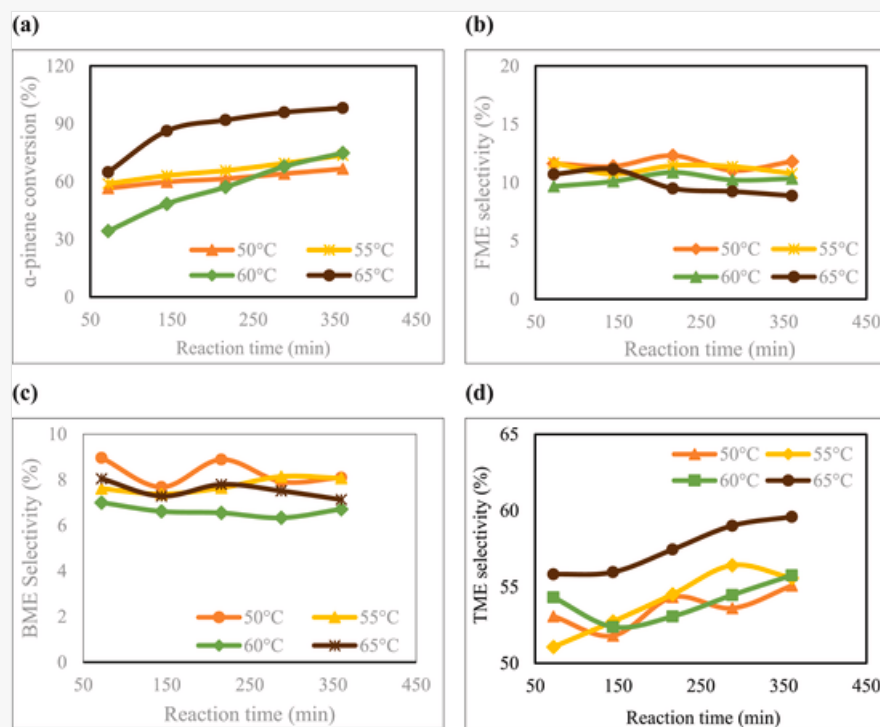 (a)
α-pinene conversion (%)
120
90
60
30
0
50 150 250 350 450
Reaction time (min)
50°C 55°C
60°C 65°C
(b)
FME selectivity (%)
20
15
10
5
0
50 150 250 350 450
Reaction time (min)
50°C 55°C
60°C 65°C
(c)
BME Selectivity (%)
10
8
6
4
2
0
50 150 250 350 450
Reaction time (min)
50°C 55°C
60°C 65°C
(d)
TME selectivity (%)
65
60
55
50
50 150 250 350 450
Reaction time (min)
50°C 55°C
60°C 65°C